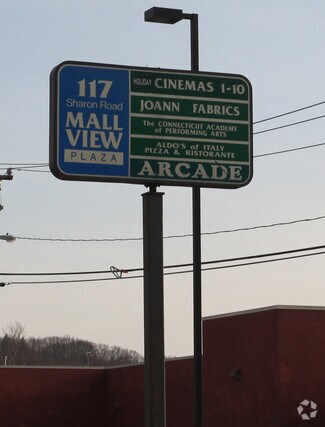 117
Sharon Road
MALL
VIEW
PLAZA
HOLIDAY CINEMAS 1-10
JOANN FABRICS
THE CONNECTICUT ACADEMY
OF PERFORMING ARTS
ALDO'S of ITALY
PIZZA & RISTORANTE
ARCADE